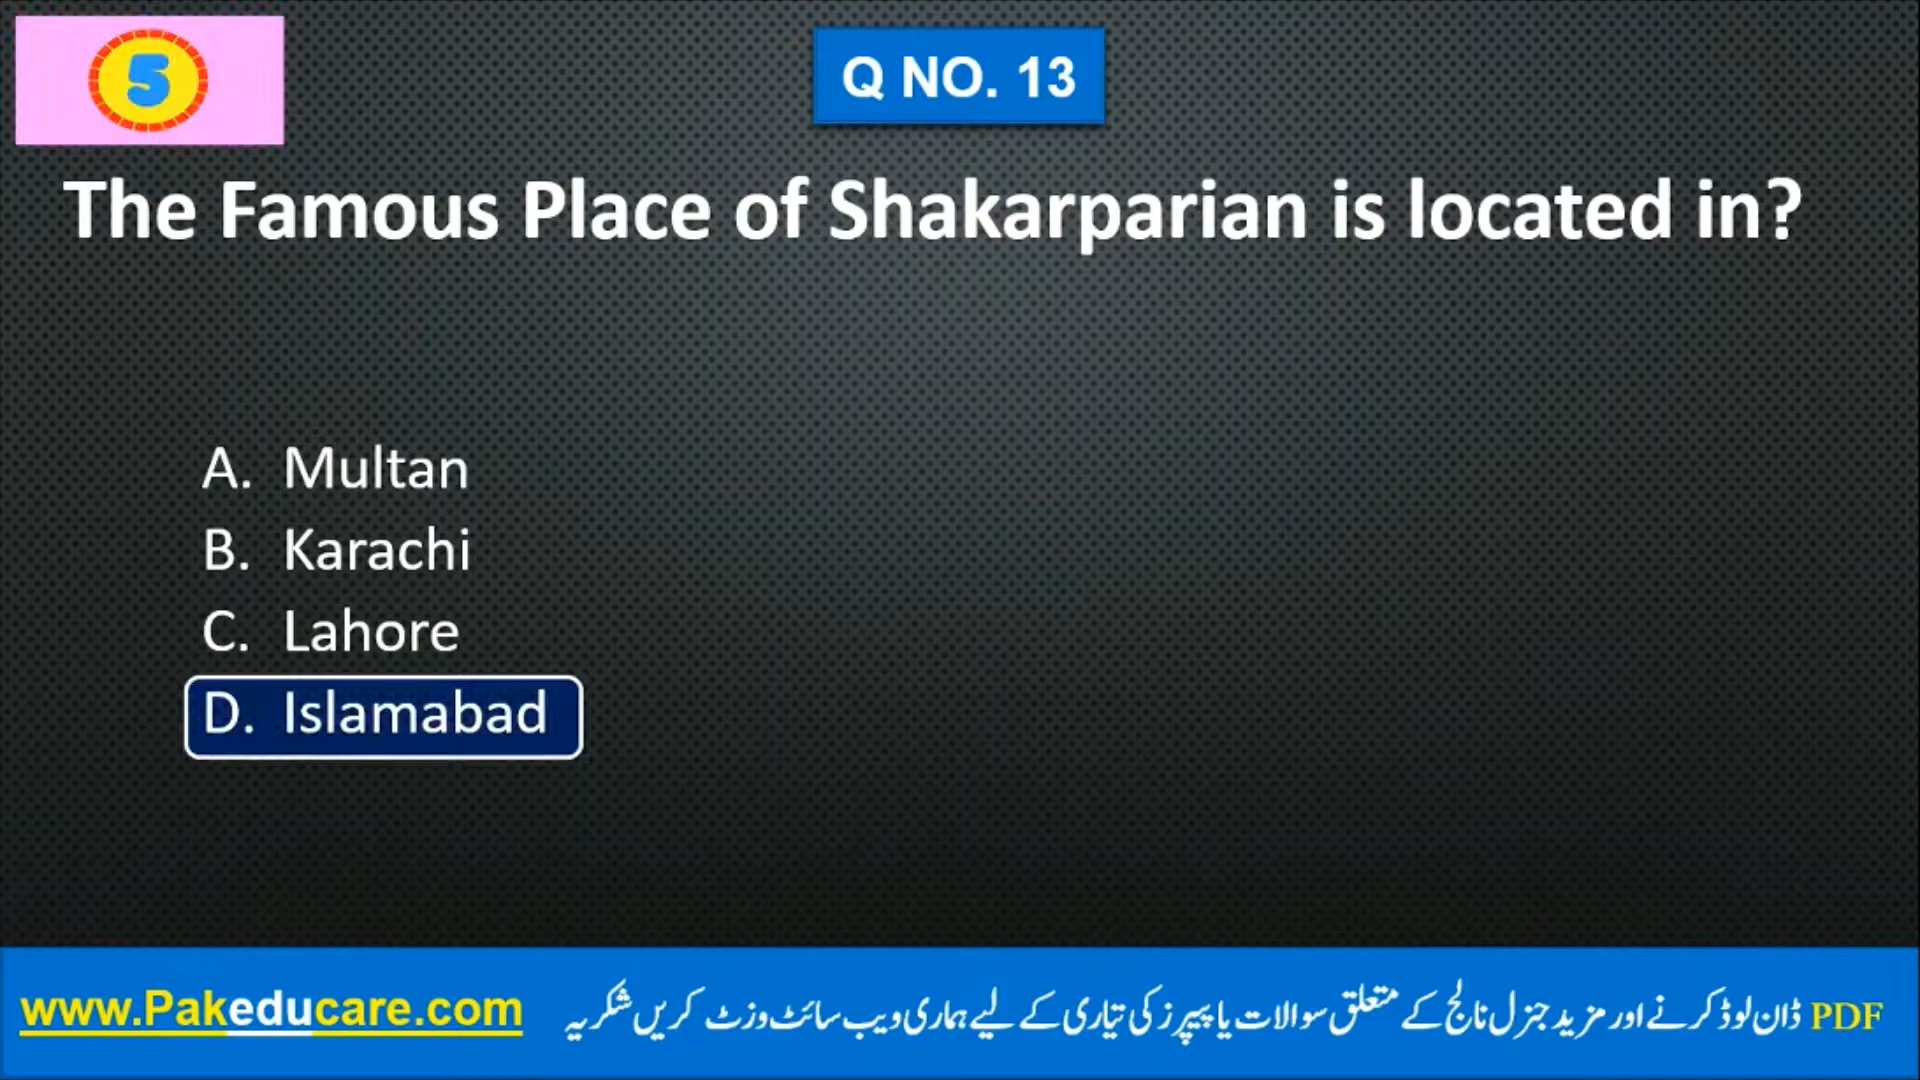 5
Q NO. 13
The Famous Place of Shakarparian is located in?
A. Multan
B. Karachi
C. Lahore
D. Islamabad
www.Pakeducare.com
PDF ڈان لوڈ کرنے اور مزید جنرل نالج کے متعلق سوالات یا پیپرز کی تیاری کے لیے ہماری ویب سائٹ وزٹ کریں شکریہ